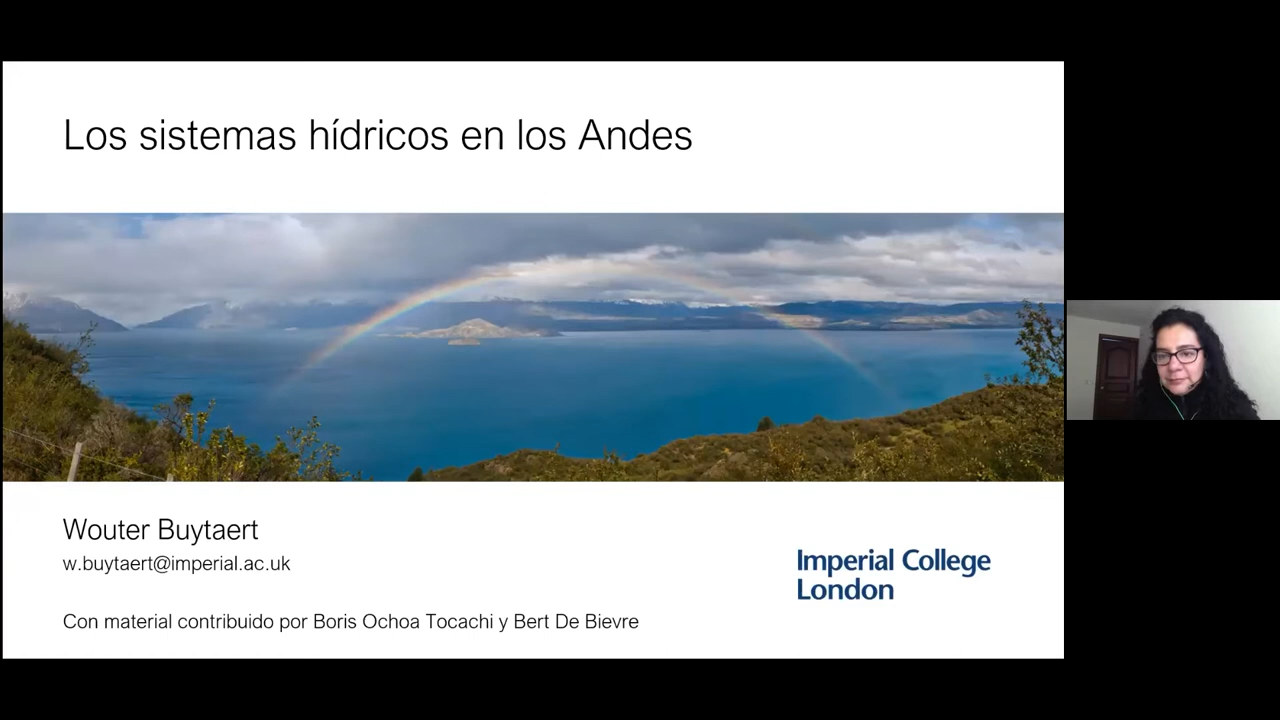 Los sistemas hídricos en los Andes
Wouter Buytaert
w.buytaert@imperial.ac.uk
Imperial College
London
Con material contribuido por Boris Ochoa Tocachi y Bert De Bievre